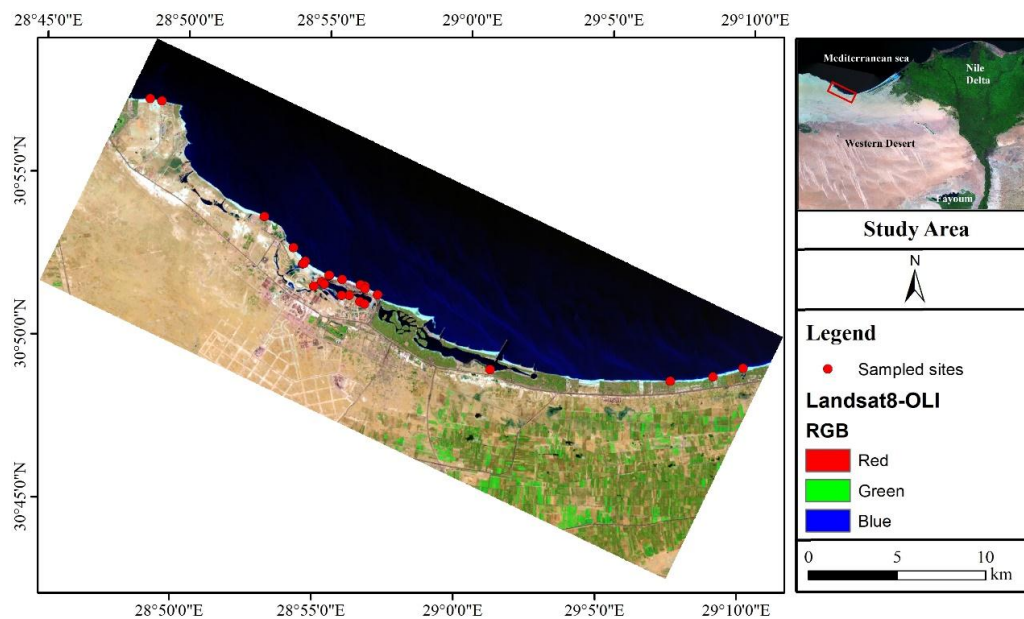 28°45'0"E 28°50'0"E 28°55'0"E 29°0'0"E 29°5'0"E 29°10'0"E
30°55'0"N
30°50'0"N
30°45'0"N
28°50'0"E 28°55'0"E 29°0'0"E 29°5'0"E 29°10'0"E
Mediterranean sea
Nile
Delta
Western Desert
Fayoum
Study Area
N
Legend
Sampled sites
Landsat8-OLI
RGB
Red
Green
Blue
0 5 10
km